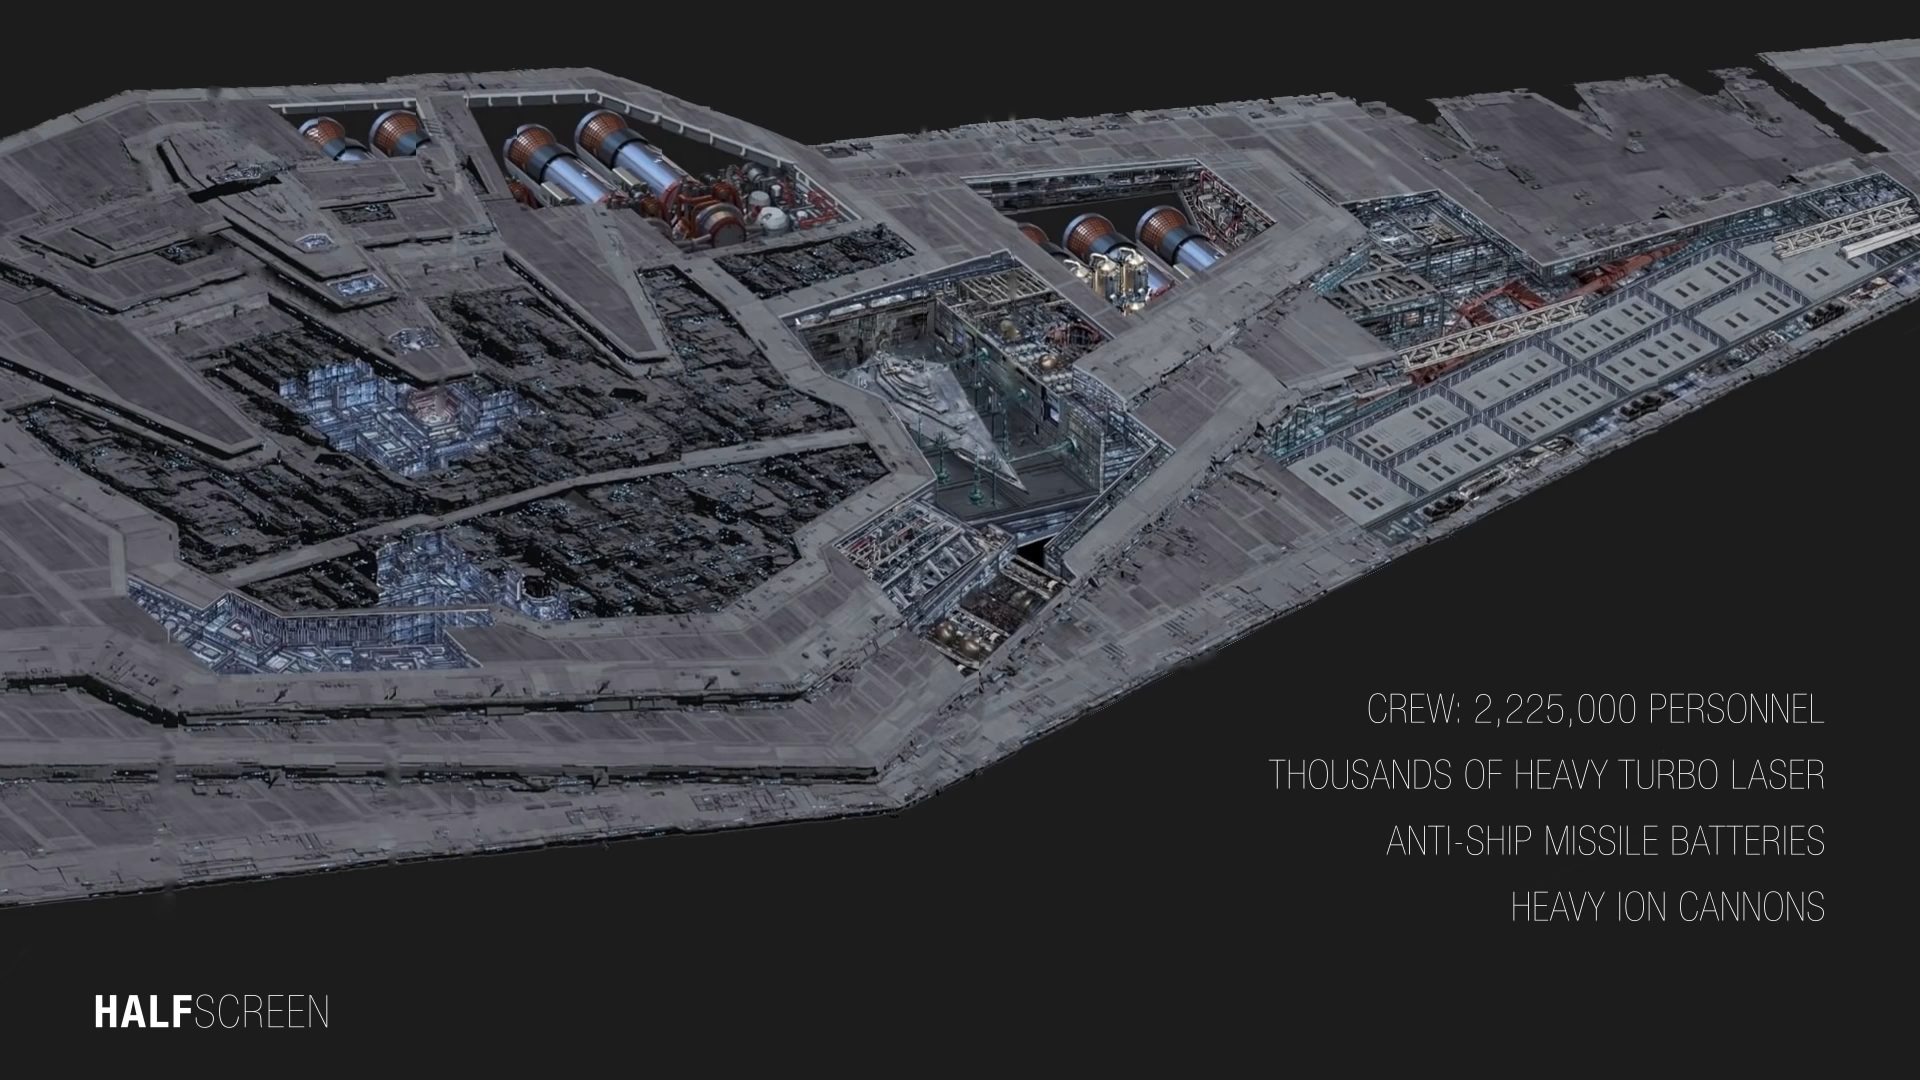 CREW: 2,225,000 PERSONNEL
THOUSANDS OF HEAVY TURBO LASER
ANTI-SHIP MISSILE BATTERIES
HEAVY ION CANNONS
HALFSCREEN